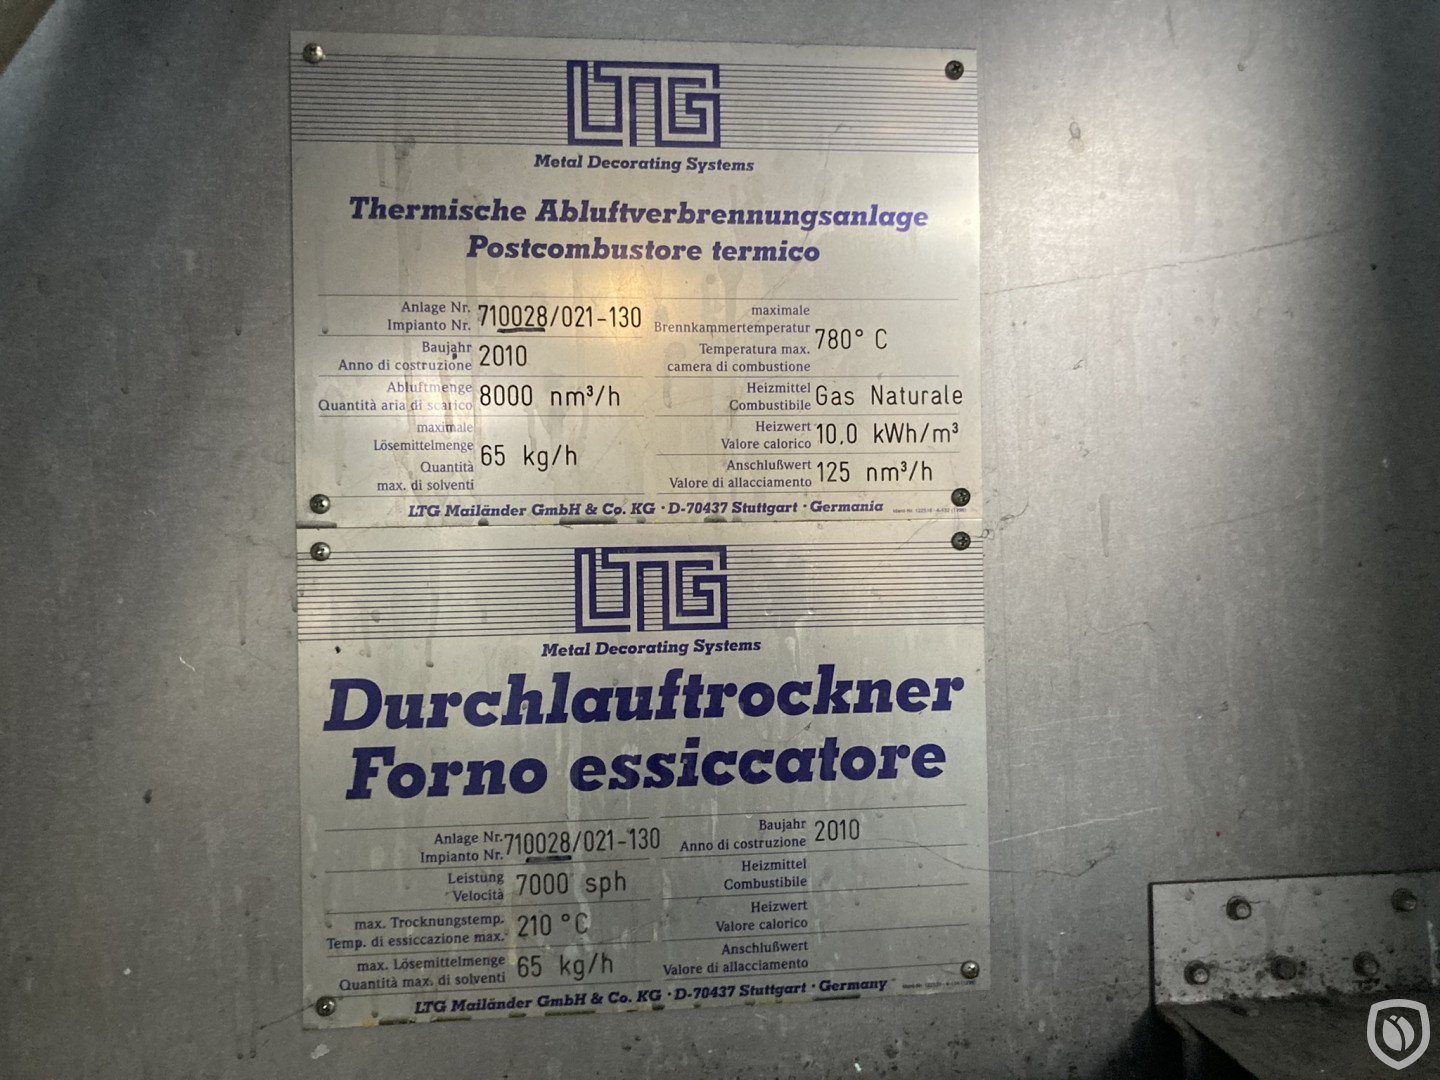 LTG
Metal Decorating Systems
Thermische Abluftverbrennungsanlage
Postcombustore termico
Anlage Nr.
Impianto Nr.
710028/021-130
Baujahr
Anno di costruzione
2010
Abluftmenge
Quantità aria di scarico
8000 nm³/h
maximale
Lösemittelmenge
Quantità
max. di solventi
65 kg/h
maximale
Brennkammertemperatur
Temperatura max.
camera di combustione
780° C
Heizmittel
Combustibile
Gas Naturale
Heizwert
Valore calorico
10,0 kWh/m³
Anschlußwert
Valore di allacciamento
125 nm³/h
LTG Mailänder GmbH & Co. KG · D-70437 Stuttgart · Germania
LTG
Metal Decorating Systems
Durchlauftrockner
Forno essiccatore
Anlage Nr.
Impianto Nr.
710028/021-130
Leistung
Velocità
7000 sph
max. Trocknungstemp.
Temp. di essiccazione max.
210 °C
max. Lösemittelmenge
Quantità max. di solventi
65 kg/h
Baujahr
Anno di costruzione
2010
Heizmittel
Combustibile
Heizwert
Valore calorico
Anschlußwert
Valore di allacciamento
LTG Mailänder GmbH & Co. KG · D-70437 Stuttgart · Germany